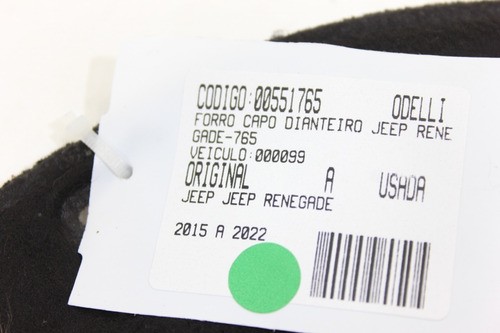 CODIGO:00551765 ODELLI
FORRO CAPO DIANTEIRO JEEP RENE
GADE-765
VEICULO:000099
ORIGINAL A USADA
JEEP JEEP RENEGADE
2015 A 2022